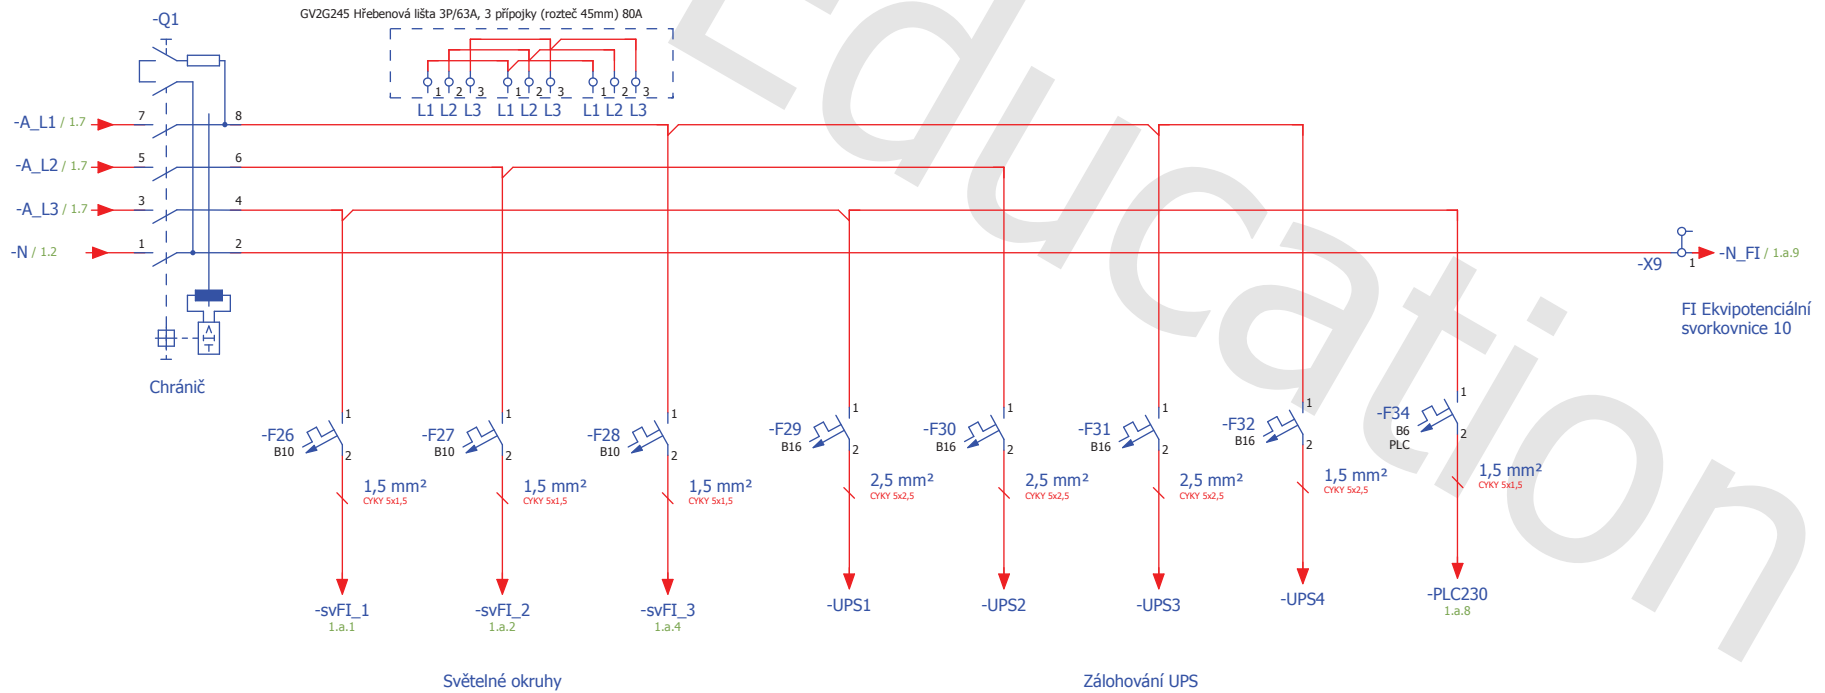 -Q1
GV2G245 Hřebenová lišta 3P/63A, 3 přípojky (rozteč 45mm) 80A
1 2 3 1 2 3 1 2 3
L1 L2 L3 L1 L2 L3 L1 L2 L3
-A_L1 / 1.7 7 8
-A_L2 / 1.7 5 6
-A_L3 / 1.7 3 4
-N / 1.2 1 2
-X9 1 -N_FI / 1.a.9
FI Ekvipotenciální
svorkovnice 10
Chránič
-F26
B10
1
2
1,5 mm²
CYKY 5x1,5
-svFI_1
1.a.1
-F27
B10
1
2
1,5 mm²
CYKY 5x1,5
-svFI_2
1.a.2
-F28
B10
1
2
1,5 mm²
CYKY 5x1,5
-svFI_3
1.a.4
-F29
B16
1
2
2,5 mm²
CYKY 5x2,5
-UPS1
-F30
B16
1
2
2,5 mm²
CYKY 5x2,5
-UPS2
-F31
B16
1
2
2,5 mm²
CYKY 5x2,5
-UPS3
-F32
B16
1
2
1,5 mm²
CYKY 5x2,5
-UPS4
-F34
B6
PLC
1
2
1,5 mm²
CYKY 5x1,5
-PLC230
1.a.8
Světelné okruhy
Zálohování UPS
Education